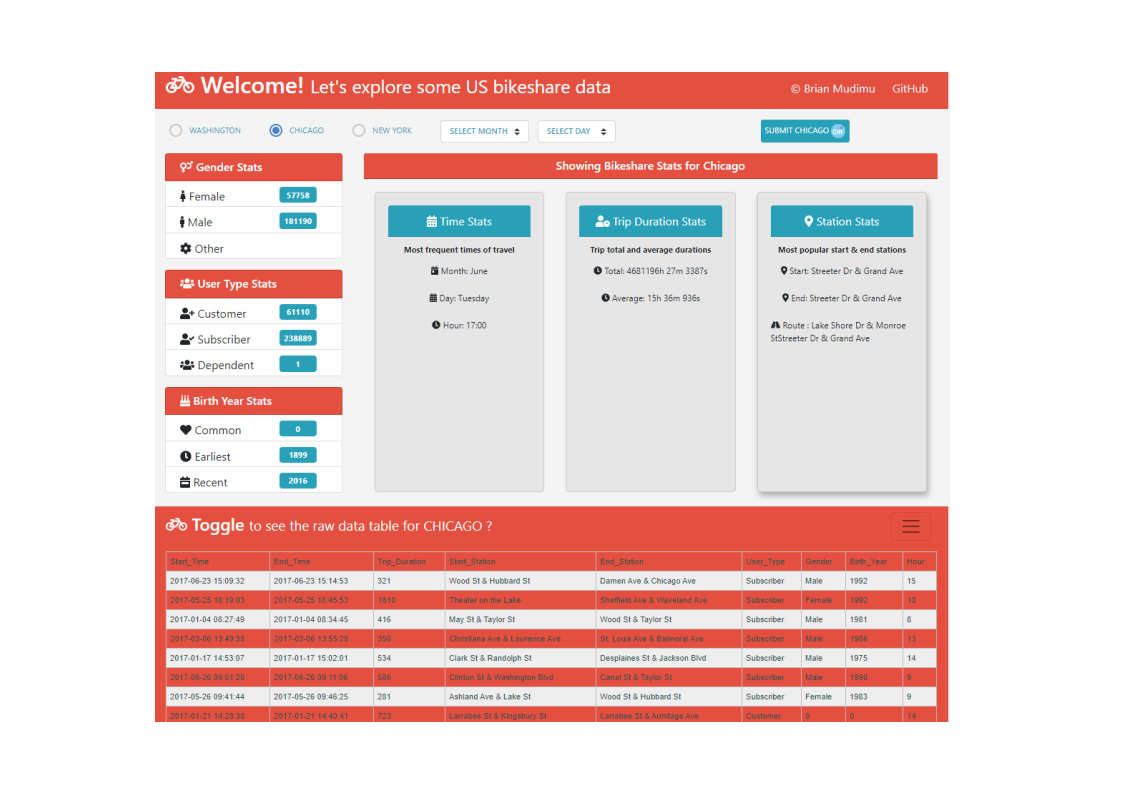 Welcome! Let's explore some US bikeshare data
© Brian Mudimu GitHub
WASHINGTON CHICAGO NEW YORK SELECT MONTH SELECT DAY SUBMIT CHICAGO CHI
Gender Stats
Female 57758
Male 181190
Other
User Type Stats
Customer 61110
Subscriber 238889
Dependent 1
Birth Year Stats
Common 0
Earliest 1899
Recent 2016
Showing Bikeshare Stats for Chicago
Time Stats
Most frequent times of travel
Month: June
Day: Tuesday
Hour: 17:00
Trip Duration Stats
Trip total and average durations
Total: 4681196h 27m 3387s
Average: 15h 36m 936s
Station Stats
Most popular start & end stations
Start: Streeter Dr & Grand Ave
End: Streeter Dr & Grand Ave
Route : Lake Shore Dr & Monroe
StStreeter Dr & Grand Ave
Toggle to see the raw data table for CHICAGO ?
Start_Time End_Time Trip_Duration Start_Station End_Station User_Type Gender Birth_Year Hour
2017-06-23 15:09:32 2017-06-23 15:14:53 321 Wood St & Hubbard St Damen Ave & Chicago Ave Subscriber Male 1992 15
2017-05-25 18:19:03 2017-05-25 18:45:53 1610 Theater on the Lake Sheffield Ave & Waveland Ave Subscriber Female 1992 18
2017-01-04 08:27:49 2017-01-04 08:34:45 416 May St & Taylor St Wood St & Taylor St Subscriber Male 1981 8
2017-03-06 13:49:38 2017-03-06 13:55:28 350 Christiana Ave & Lawrence Ave St. Louis Ave & Balmoral Ave Subscriber Male 1986 13
2017-01-17 14:53:07 2017-01-17 15:02:01 534 Clark St & Randolph St Desplaines St & Jackson Blvd Subscriber Male 1975 14
2017-06-26 09:01:20 2017-06-26 09:11:06 586 Clinton St & Washington Blvd Canal St & Taylor St Subscriber Male 1990 9
2017-05-26 09:41:44 2017-05-26 09:46:25 281 Ashland Ave & Lake St Wood St & Hubbard St Subscriber Female 1983 9
2017-01-21 14:28:38 2017-01-21 14:40:41 723 Larrabee St & Kingsbury St Larrabee St & Armitage Ave Customer 0 0 14